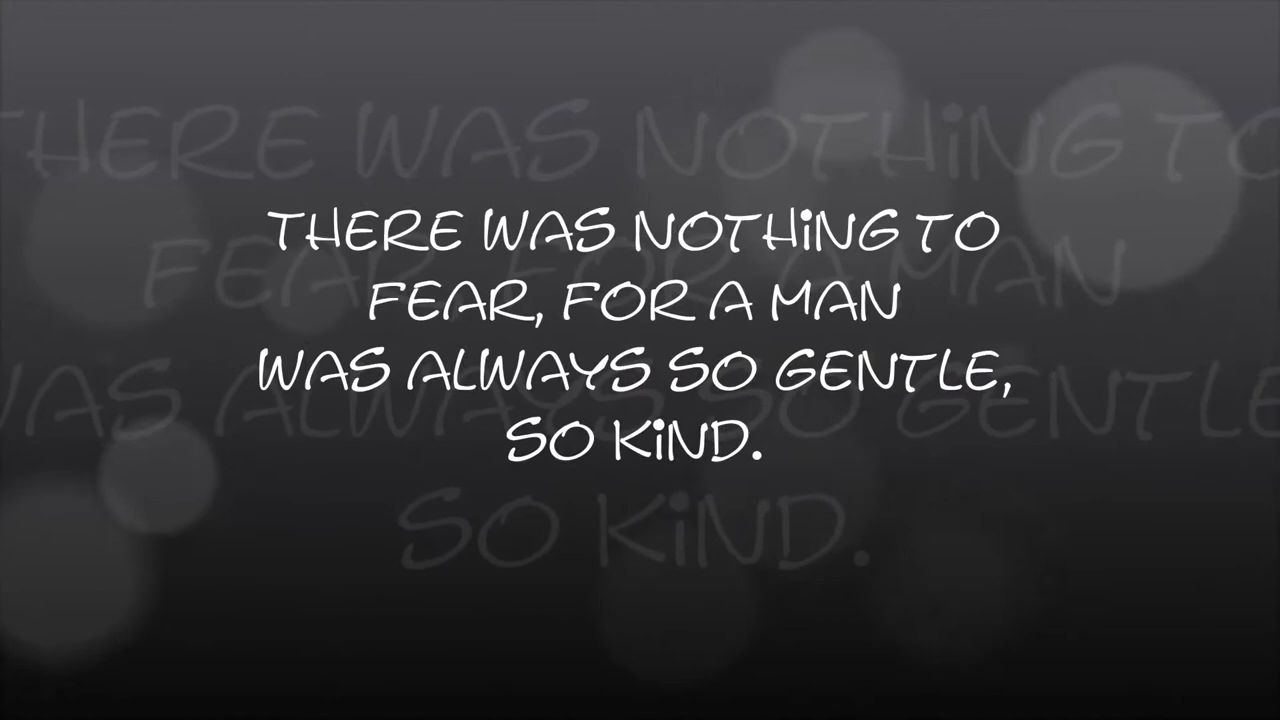 THERE WAS NOTHING TO
FEAR, FOR A MAN
WAS ALWAYS SO GENTLE,
SO KiND.